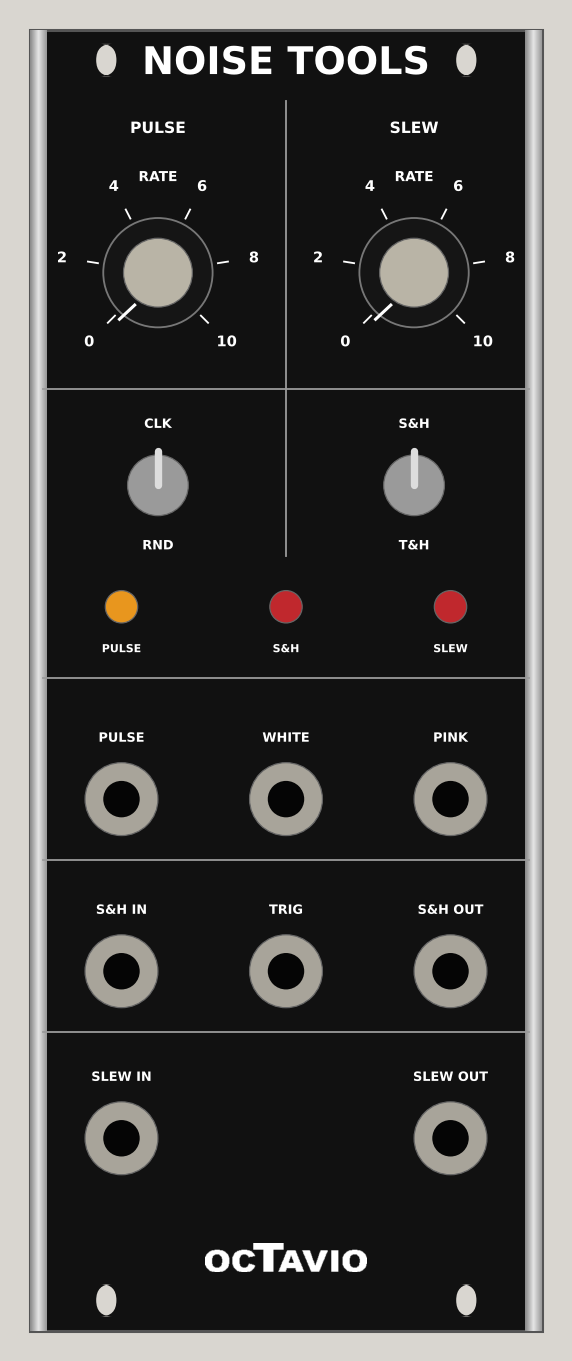 NOISE TOOLS
PULSE SLEW
RATE RATE
4 6 4 6
2 8 2 8
0 10 0 10
CLK S&H
RND T&H
PULSE S&H SLEW
PULSE WHITE PINK
S&H IN TRIG S&H OUT
SLEW IN SLEW OUT
OCTAVIO